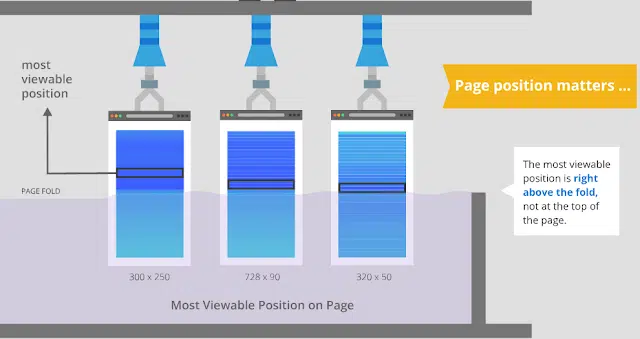 most
viewable
position
Page position matters ...
The most viewable
position is right
above the fold,
not at the top of
the page.
PAGE FOLD
300 x 250
728 x 90
320 x 50
Most Viewable Position on Page